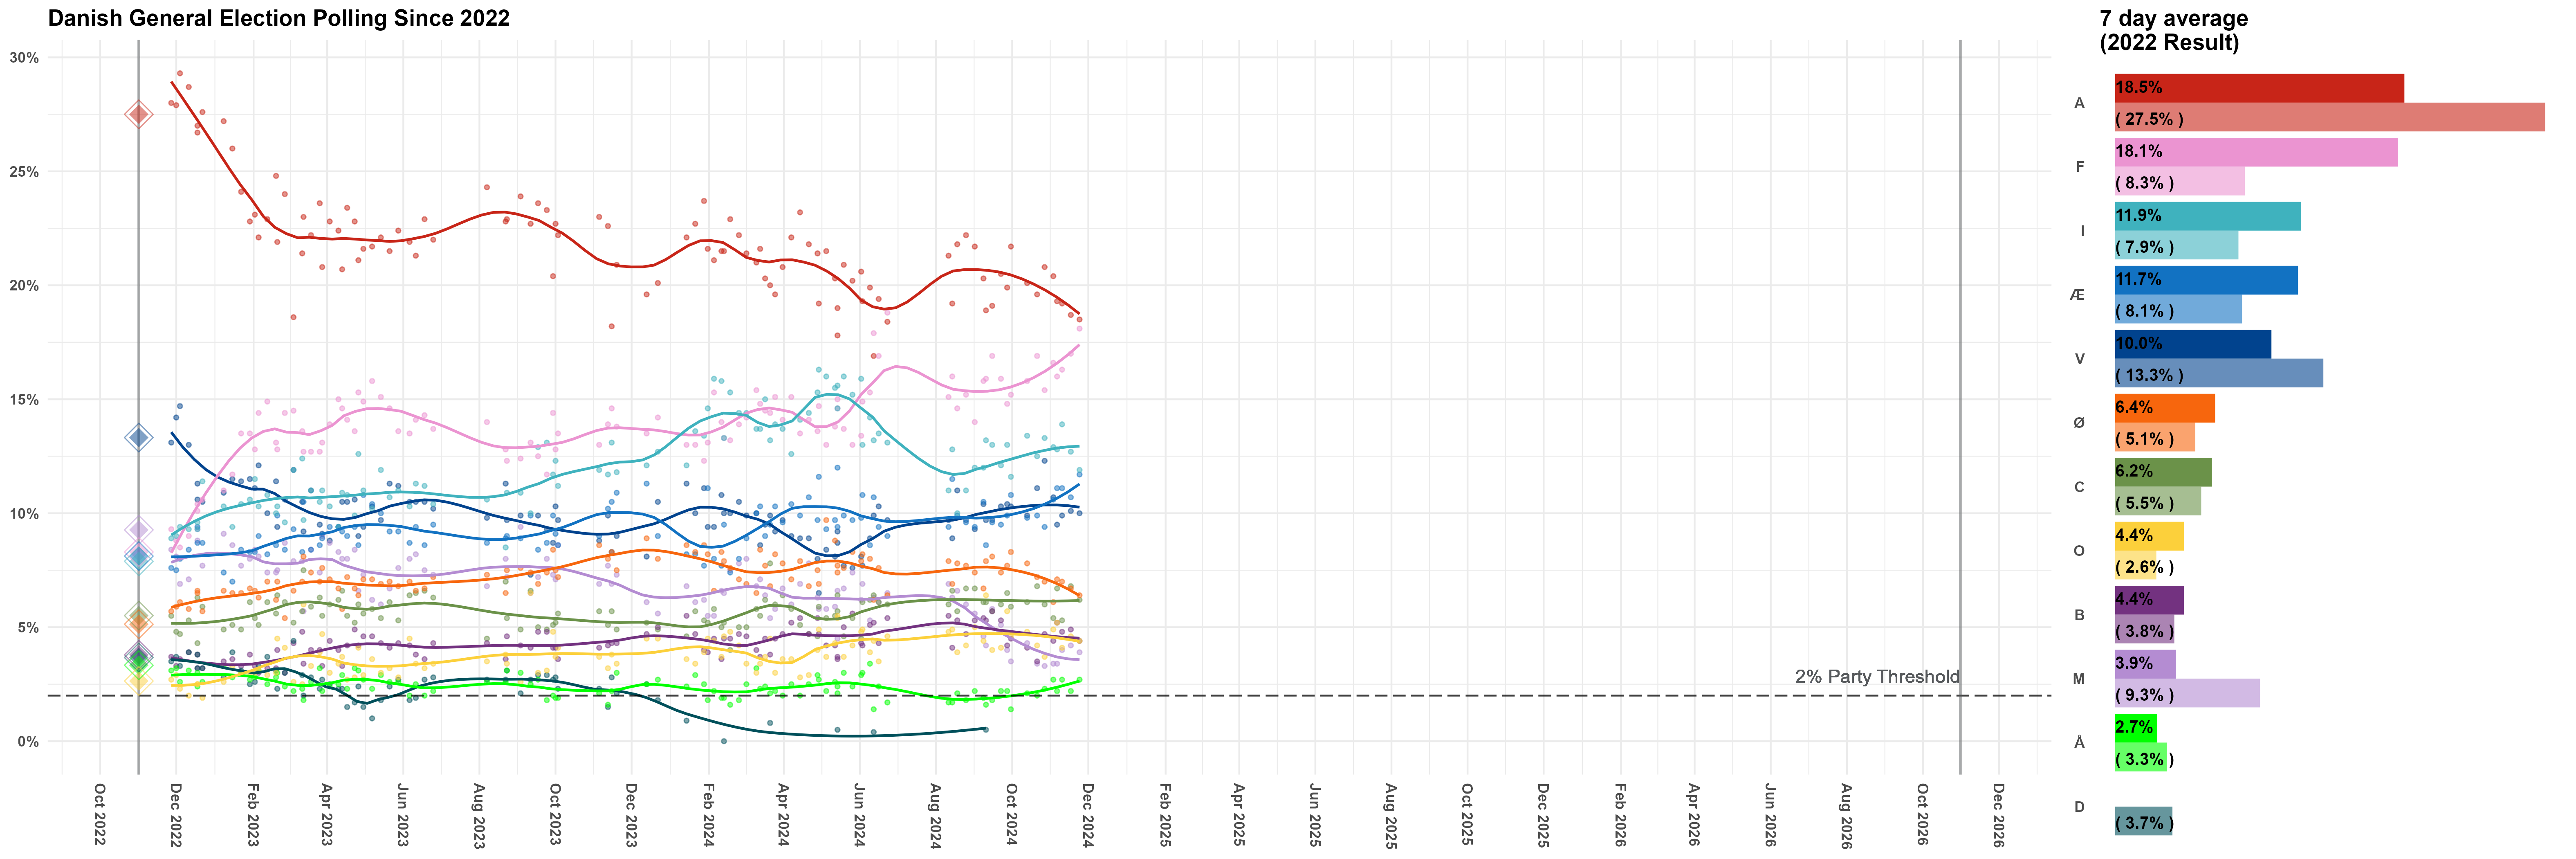 Danish General Election Polling Since 2022
7 day average
(2022 Result)
30%
25%
20%
15%
10%
5%
0%
2% Party Threshold
Oct 2022
Dec 2022
Feb 2023
Apr 2023
Jun 2023
Aug 2023
Oct 2023
Dec 2023
Feb 2024
Apr 2024
Jun 2024
Aug 2024
Oct 2024
Dec 2024
Feb 2025
Apr 2025
Jun 2025
Aug 2025
Oct 2025
Dec 2025
Feb 2026
Apr 2026
Jun 2026
Aug 2026
Oct 2026
Dec 2026
A
18.5%
( 27.5% )
F
18.1%
( 8.3% )
I
11.9%
( 7.9% )
Æ
11.7%
( 8.1% )
V
10.0%
( 13.3% )
Ø
6.4%
( 5.1% )
C
6.2%
( 5.5% )
O
4.4%
( 2.6% )
B
4.4%
( 3.8% )
M
3.9%
( 9.3% )
Å
2.7%
( 3.3% )
D
( 3.7% )